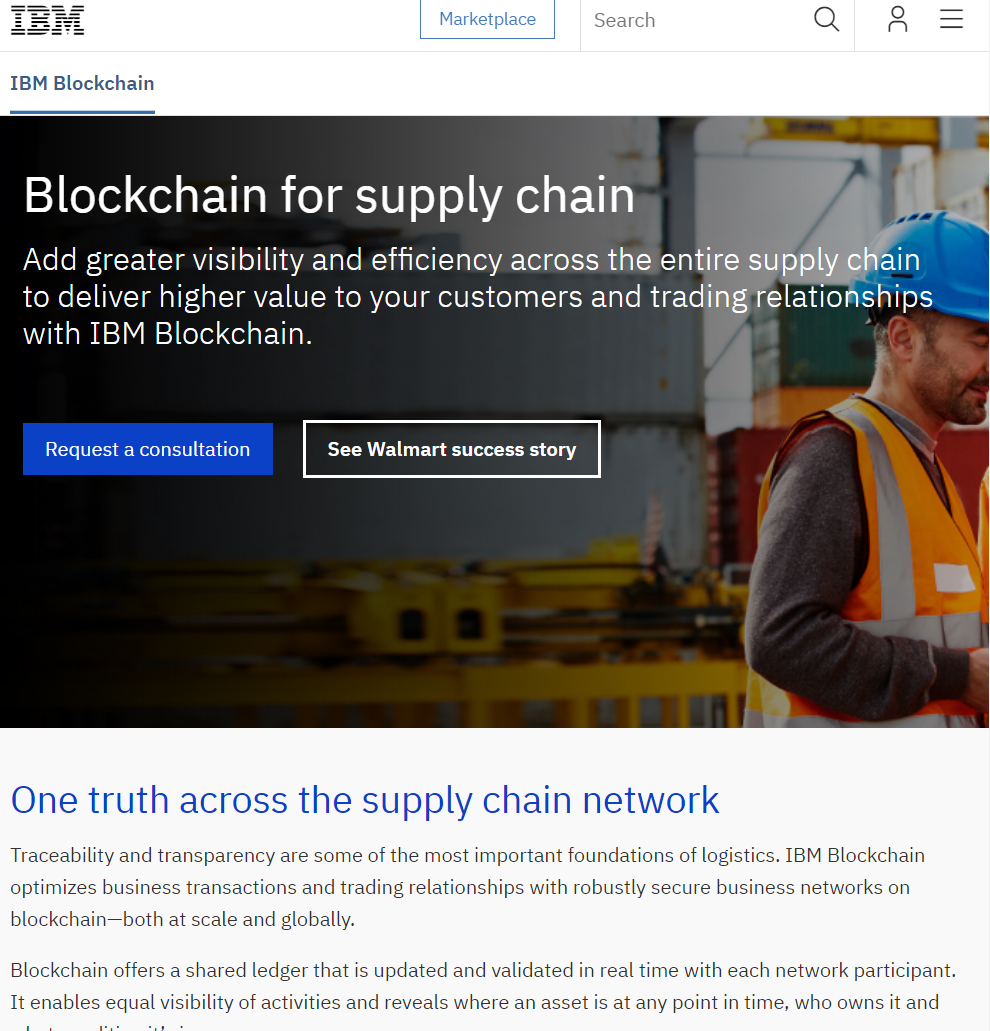 IBM
Marketplace
Search
IBM Blockchain
Blockchain for supply chain
Add greater visibility and efficiency across the entire supply chain
to deliver higher value to your customers and trading relationships
with IBM Blockchain.
Request a consultation
See Walmart success story
One truth across the supply chain network
Traceability and transparency are some of the most important foundations of logistics. IBM Blockchain
optimizes business transactions and trading relationships with robustly secure business networks on
blockchain—both at scale and globally.
Blockchain offers a shared ledger that is updated and validated in real time with each network participant.
It enables equal visibility of activities and reveals where an asset is at any point in time, who owns it and